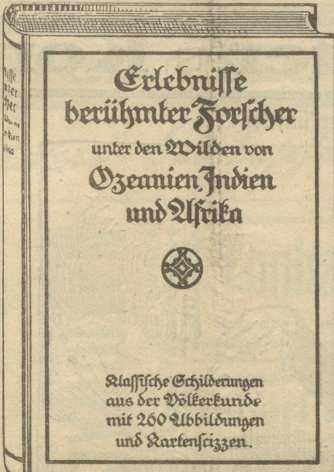 Erlebnisse
berühmter Forscher
unter den Wilden von
Ozeanien, Indien
und Afrika
Klassische Schilderungen
aus der Völkerkunde
mit 260 Abbildungen
und Kartenscizzen.